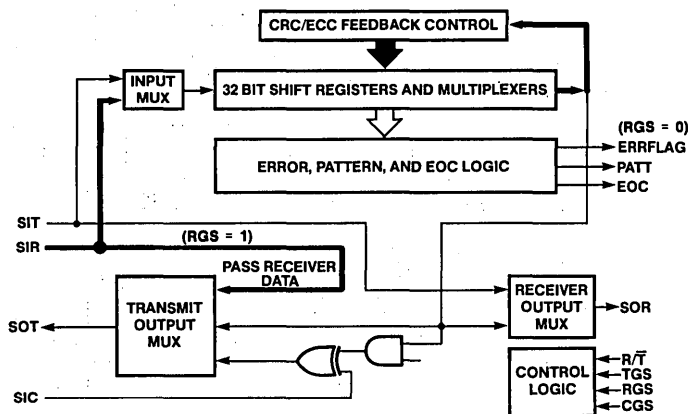 CRC/ECC FEEDBACK CONTROL
INPUT
MUX
32 BIT SHIFT REGISTERS AND MULTIPLEXERS
(RGS = 0)
ERROR, PATTERN, AND EOC LOGIC
ERRFLAG
PATT
EOC
SIT
SIR
(RGS = 1)
PASS RECEIVER
DATA
TRANSMIT
OUTPUT
MUX
RECEIVER
OUTPUT
MUX
SOR
SOT
SIC
CONTROL
LOGIC
R/T̅
TGS
RGS
CGS